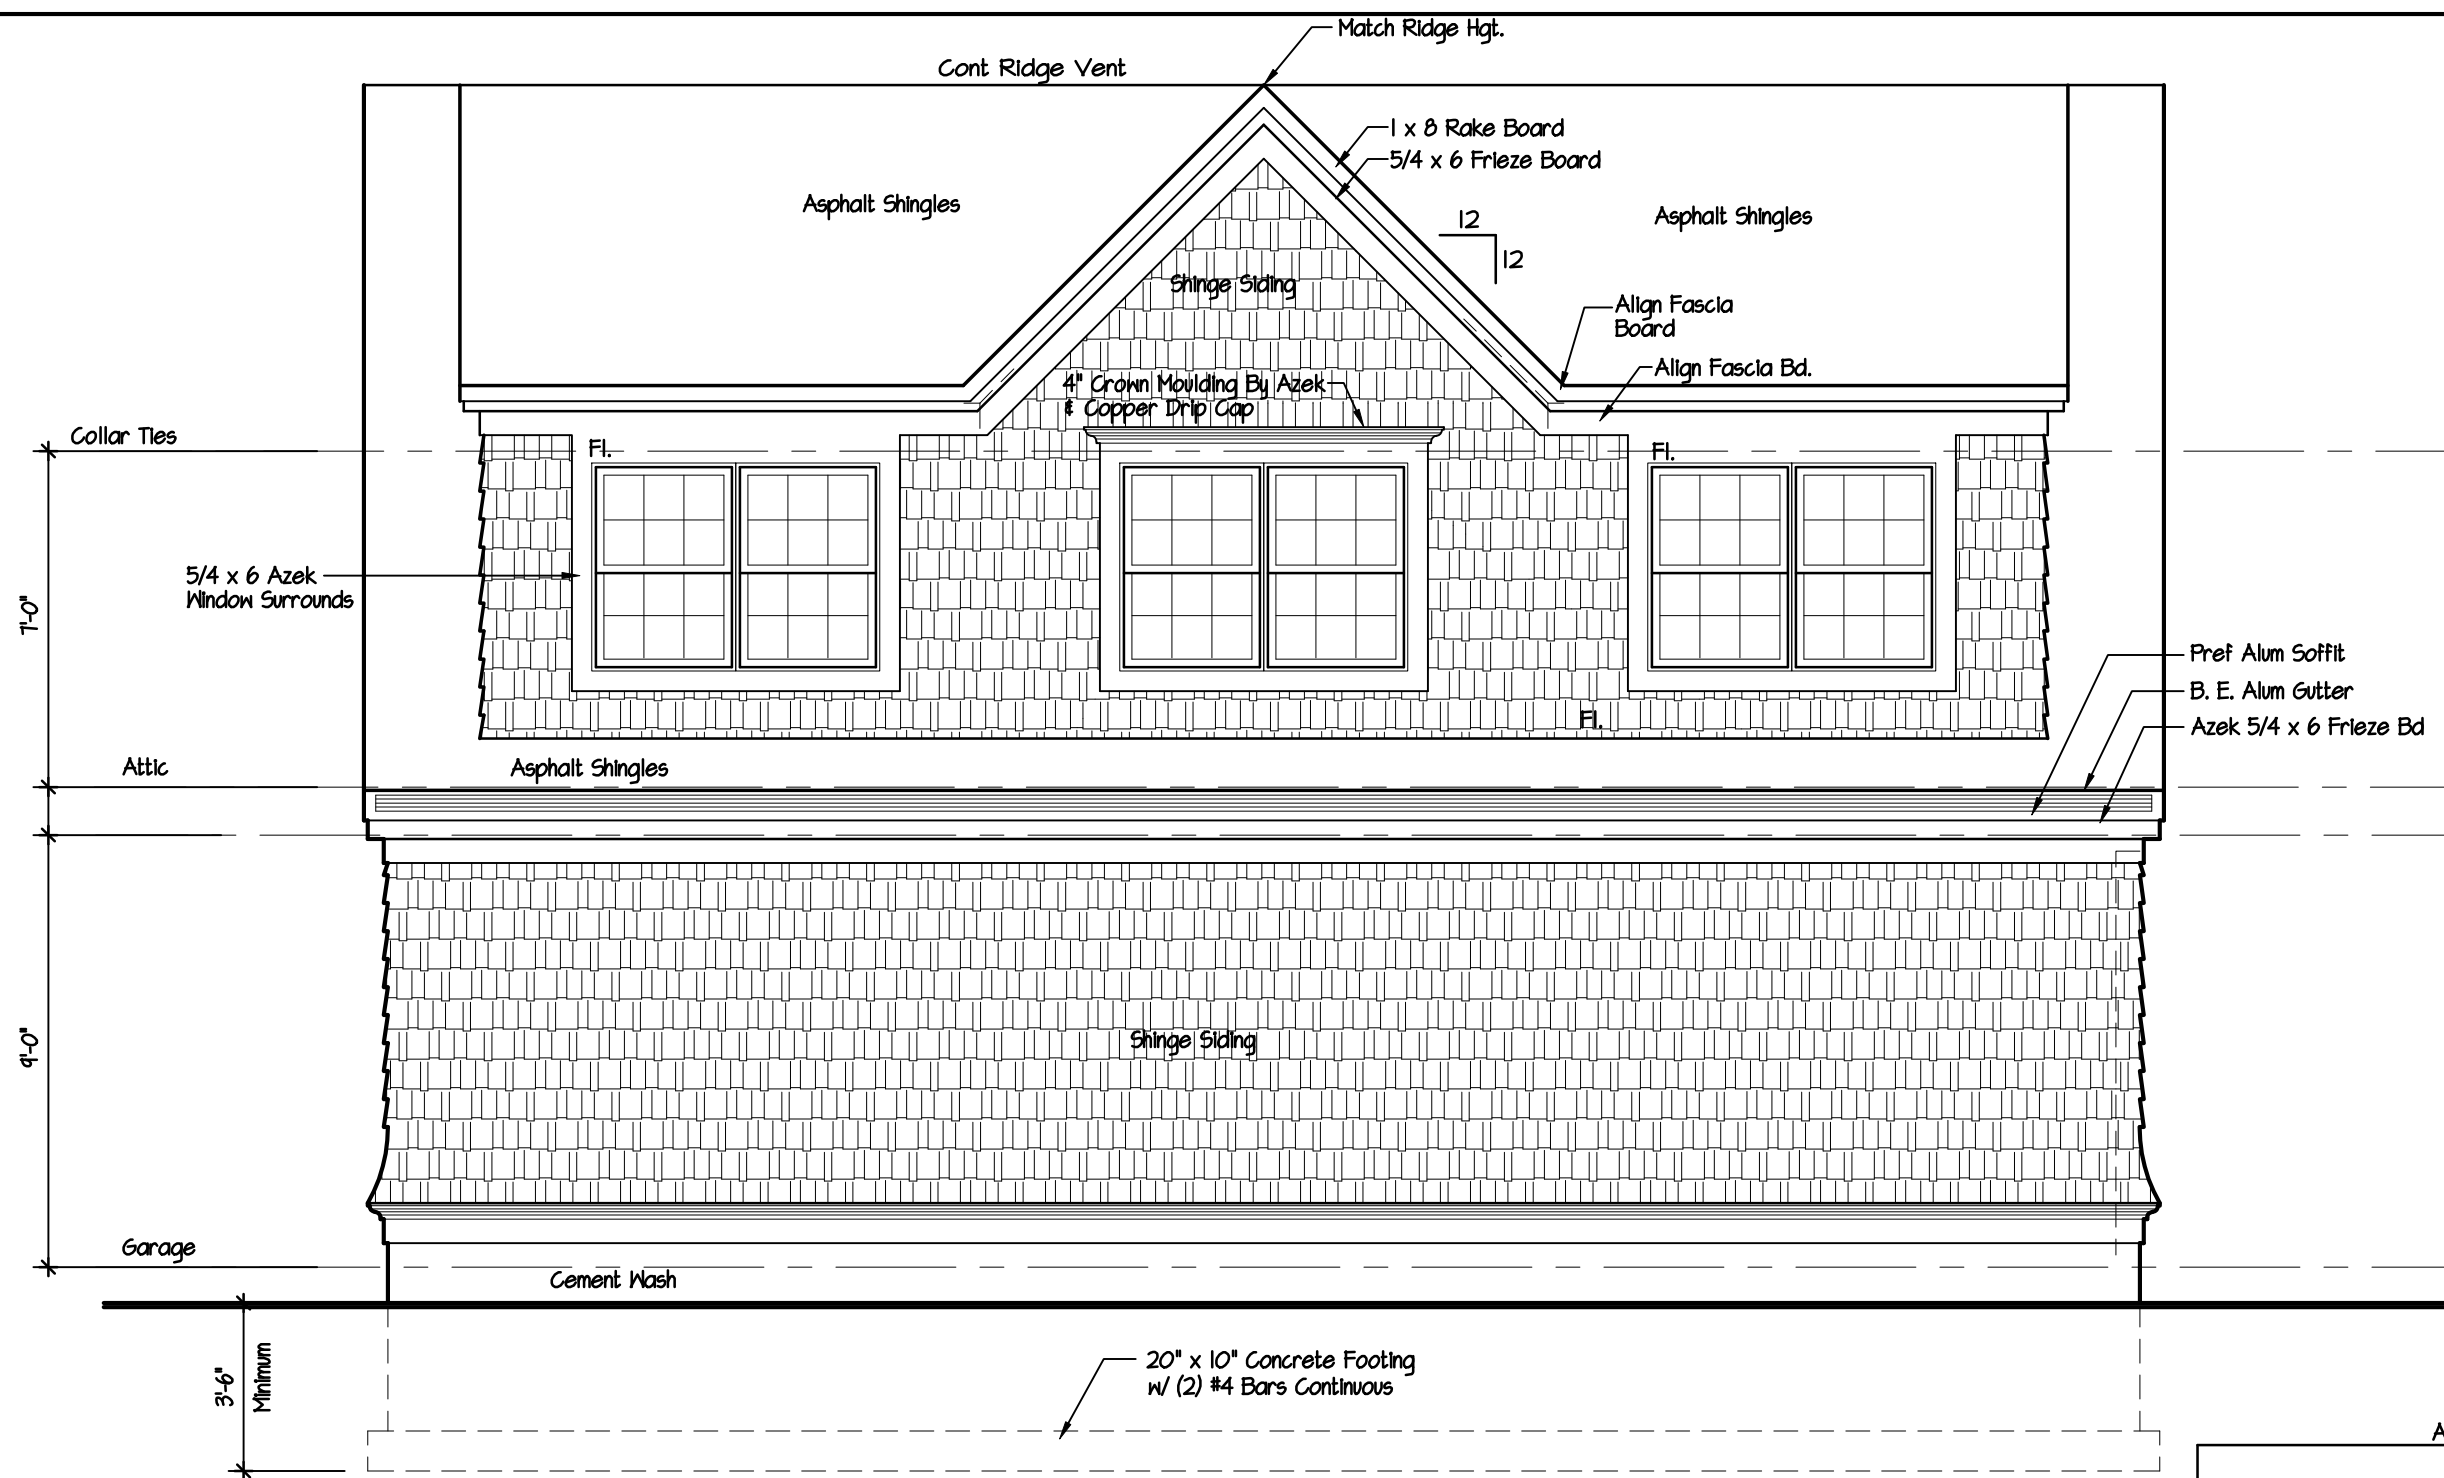 Match Ridge Hgt.
Cont Ridge Vent
1 x 8 Rake Board
5/4 x 6 Frieze Board
Asphalt Shingles
Asphalt Shingles
12
12
Shinge Siding
Align Fascia
Board
Align Fascia Bd.
4" Crown Moulding By Azek
& Copper Drip Cap
Collar Ties
Fl.
Fl.
5/4 x 6 Azek
Window Surrounds
7'-0"
Pref Alum Soffit
B. E. Alum Gutter
Fl.
Azek 5/4 x 6 Frieze Bd
Attic
Asphalt Shingles
9'-0"
Shinge Siding
Garage
Cement Wash
3'-6"
Minimum
20" x 10" Concrete Footing
w/ (2) #4 Bars Continuous